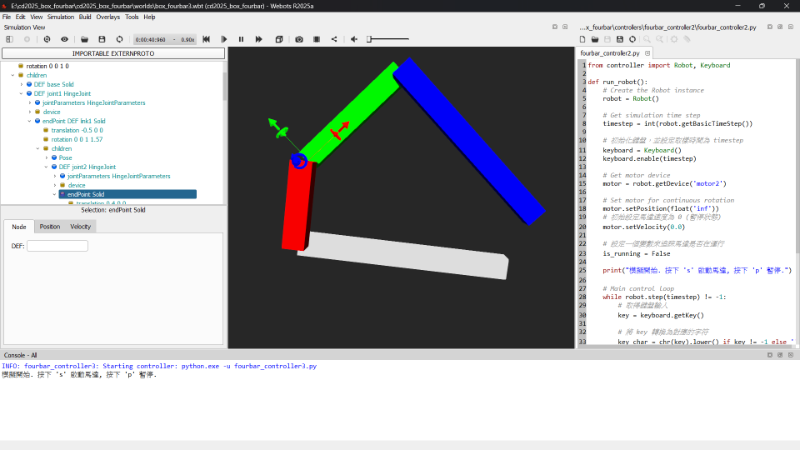 E:\cd2025_box_fourbar\cd2025_box_fourbar\worlds\box_fourbar3.wbt (cd2025_box_fourbar) - Webots R2025a
File Edit View Simulation Build Overlays Tools Help
Simulation View
0:00:40:960 - 0.90x
IMPORTABLE EXTERNPROTO
rotation 0 0 1 0
children
DEF base Solid
DEF joint1 HingeJoint
jointParameters HingeJointParameters
device
endPoint DEF lnk1 Solid
translation -0.5 0 0
rotation 0 0 1 1.57
children
Pose
DEF joint2 HingeJoint
jointParameters HingeJointParameters
device
endPoint Solid
Selection: endPoint Solid
Node Position Velocity
DEF:
...x_fourbar\controllers\fourbar_controller2\fourbar_controller2.py
fourbar_controller2.py
1 from controller import Robot, Keyboard
2
3 def run_robot():
4 # Create the Robot instance
5 robot = Robot()
6
7 # Get simulation time step
8 timestep = int(robot.getBasicTimeStep())
9
10 # 初始化鍵盤，並設定取樣時間為 timestep
11 keyboard = Keyboard()
12 keyboard.enable(timestep)
13
14 # Get motor device
15 motor = robot.getDevice('motor2')
16
17 # Set motor for continuous rotation
18 motor.setPosition(float('inf'))
19 # 初始設定馬達速度為 0 (暫停狀態)
20 motor.setVelocity(0.0)
21
22 # 設定一個變數來追蹤馬達是否在運行
23 is_running = False
24
25 print("模擬開始. 按下 's' 啟動馬達, 按下 'p' 暫停.")
26
27 # Main control loop
28 while robot.step(timestep) != -1:
29 # 取得鍵盤輸入
30 key = keyboard.getKey()
31
32 # 將 key 轉換為對應的字符
33 key_char = chr(key).lower() if key != -1 else '
Console - All
INFO: fourbar_controller3: Starting controller: python.exe -u fourbar_controller3.py
模擬開始. 按下 's' 啟動馬達, 按下 'p' 暫停.